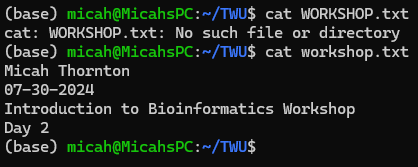 (base) micah@MicahsPC:~/TWU$ cat WORKSHOP.txt
cat: WORKSHOP.txt: No such file or directory
(base) micah@MicahsPC:~/TWU$ cat workshop.txt
Micah Thornton
07-30-2024
Introduction to Bioinformatics Workshop
Day 2
(base) micah@MicahsPC:~/TWU$